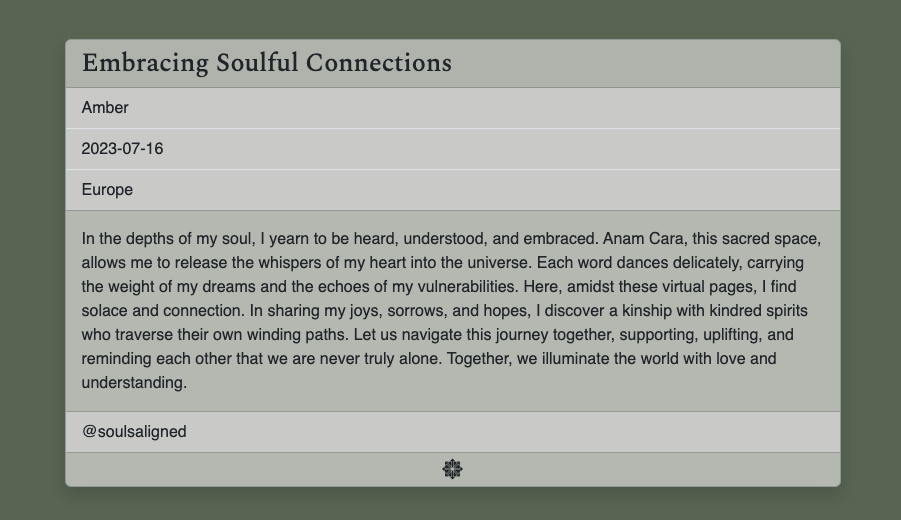 Embracing Soulful Connections
Amber
2023-07-16
Europe
In the depths of my soul, I yearn to be heard, understood, and embraced. Anam Cara, this sacred space,
allows me to release the whispers of my heart into the universe. Each word dances delicately, carrying
the weight of my dreams and the echoes of my vulnerabilities. Here, amidst these virtual pages, I find
solace and connection. In sharing my joys, sorrows, and hopes, I discover a kinship with kindred spirits
who traverse their own winding paths. Let us navigate this journey together, supporting, uplifting, and
reminding each other that we are never truly alone. Together, we illuminate the world with love and
understanding.
@soulsaligned